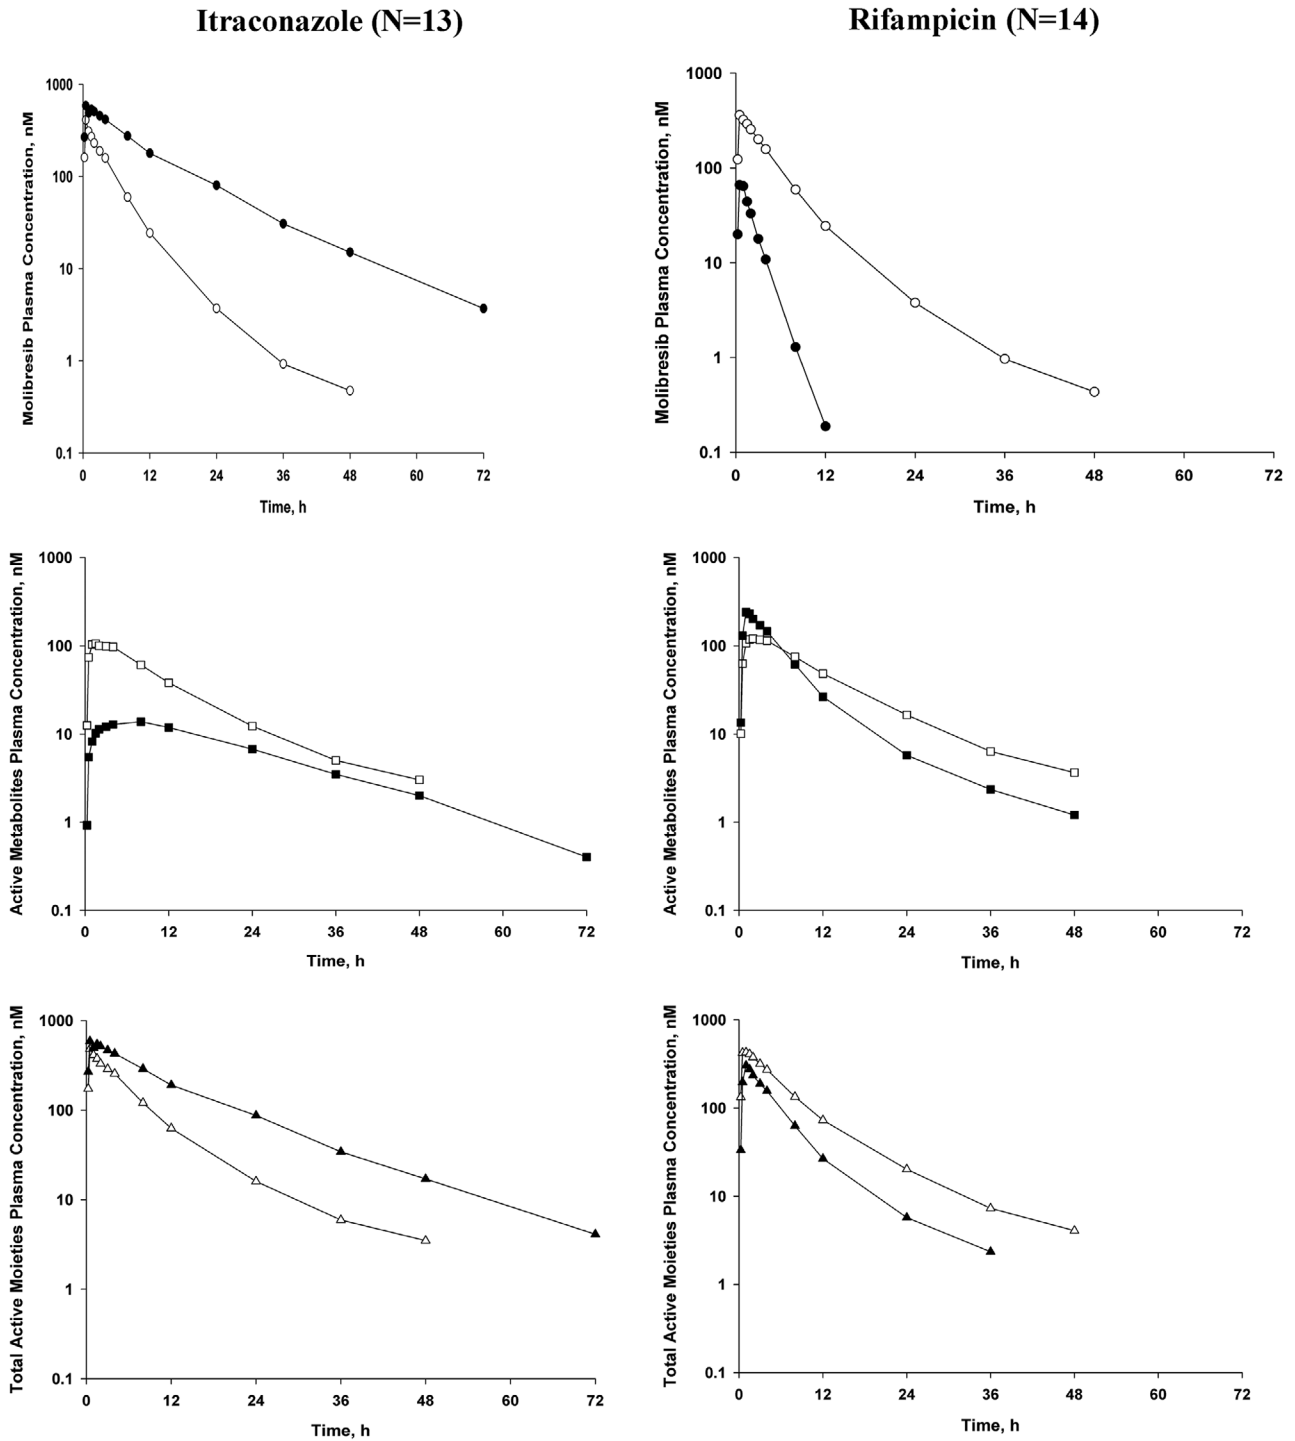 Itraconazole (N=13)
Rifampicin (N=14)
Molibresib Plasma Concentration, nM
1000
100
10
1
0.1
0 12 24 36 48 60 72
Time, h
Molibresib Plasma Concentration, nM
1000
100
10
1
0.1
0 12 24 36 48 60 72
Time, h
Active Metabolites Plasma Concentration, nM
1000
100
10
1
0.1
0 12 24 36 48 60 72
Time, h
Active Metabolites Plasma Concentration, nM
1000
100
10
1
0.1
0 12 24 36 48 60 72
Time, h
Total Active Moieties Plasma Concentration, nM
1000
100
10
1
0.1
0 12 24 36 48 60 72
Time, h
Total Active Moieties Plasma Concentration, nM
1000
100
10
1
0.1
0 12 24 36 48 60 72
Time, h